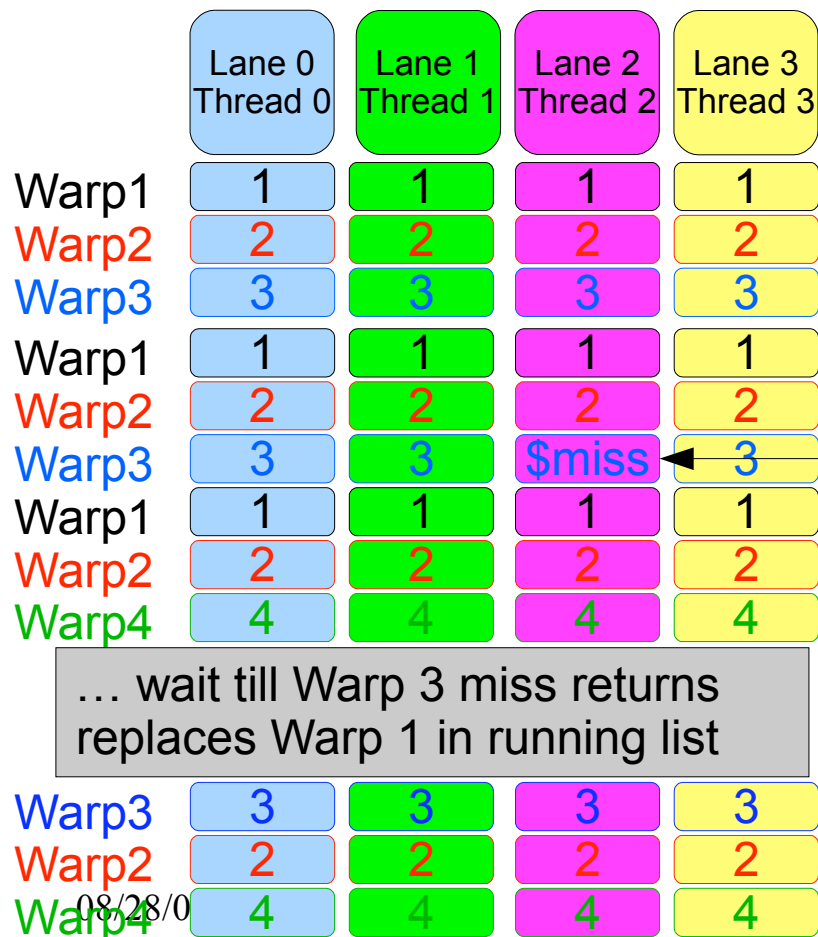 Lane 0 Lane 1 Lane 2 Lane 3
Thread 0 Thread 1 Thread 2 Thread 3
Warp1 1 1 1 1
Warp2 2 2 2 2
Warp3 3 3 3 3
Warp1 1 1 1 1
Warp2 2 2 2 2
Warp3 3 3 $miss 3
Warp1 1 1 1 1
Warp2 2 2 2 2
Warp4 4 4 4 4
... wait till Warp 3 miss returns
replaces Warp 1 in running list
Warp3 3 3 3 3
Warp2 2 2 2 2
08/28/0
Warp4 4 4 4 4